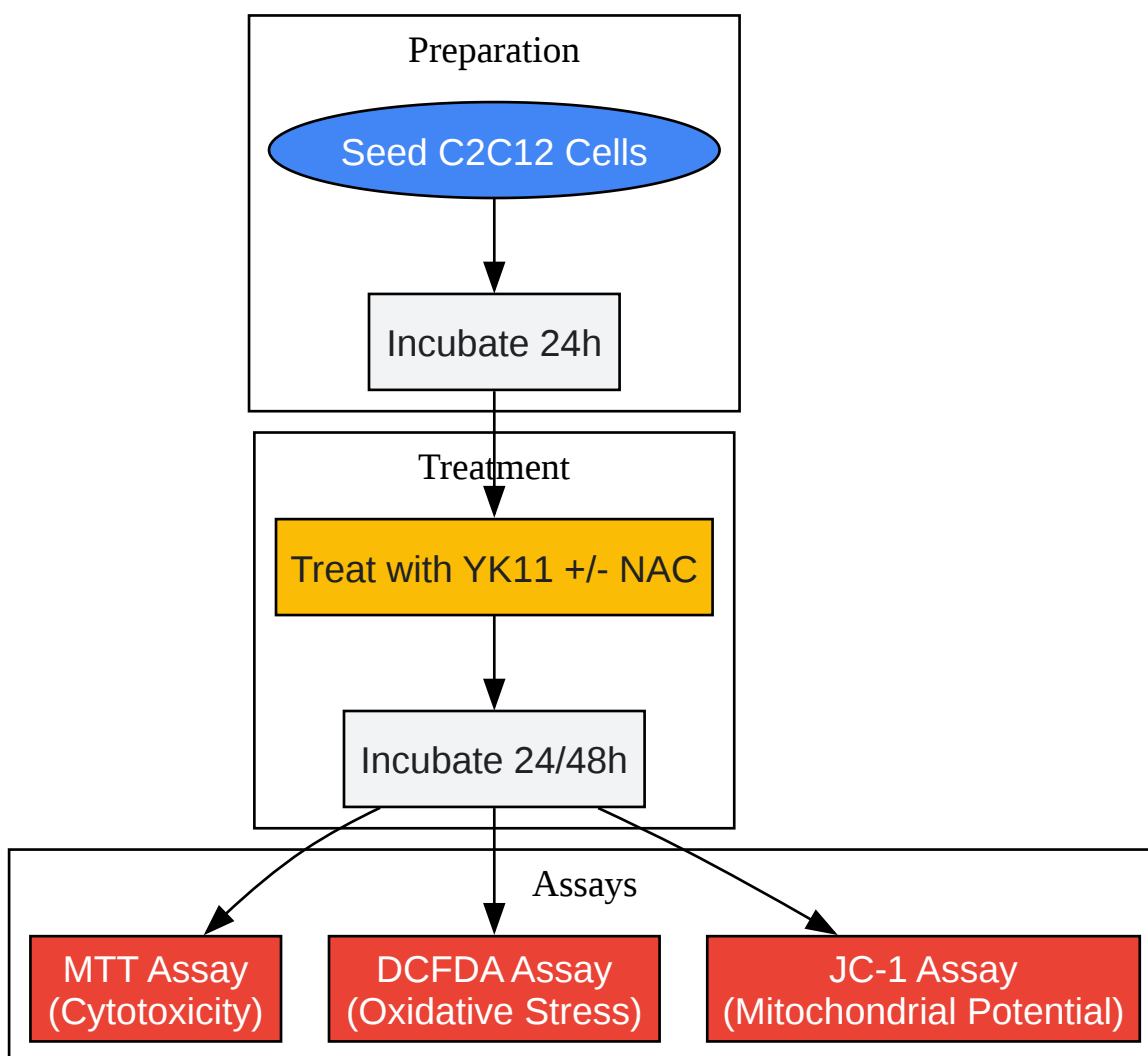 Preparation
Seed C2C12 Cells
Incubate 24h
Treatment
Treat with YK11 +/- NAC
Incubate 24/48h
Assays
MTT Assay
(Cytotoxicity)
DCFDA Assay
(Oxidative Stress)
JC-1 Assay
(Mitochondrial Potential)